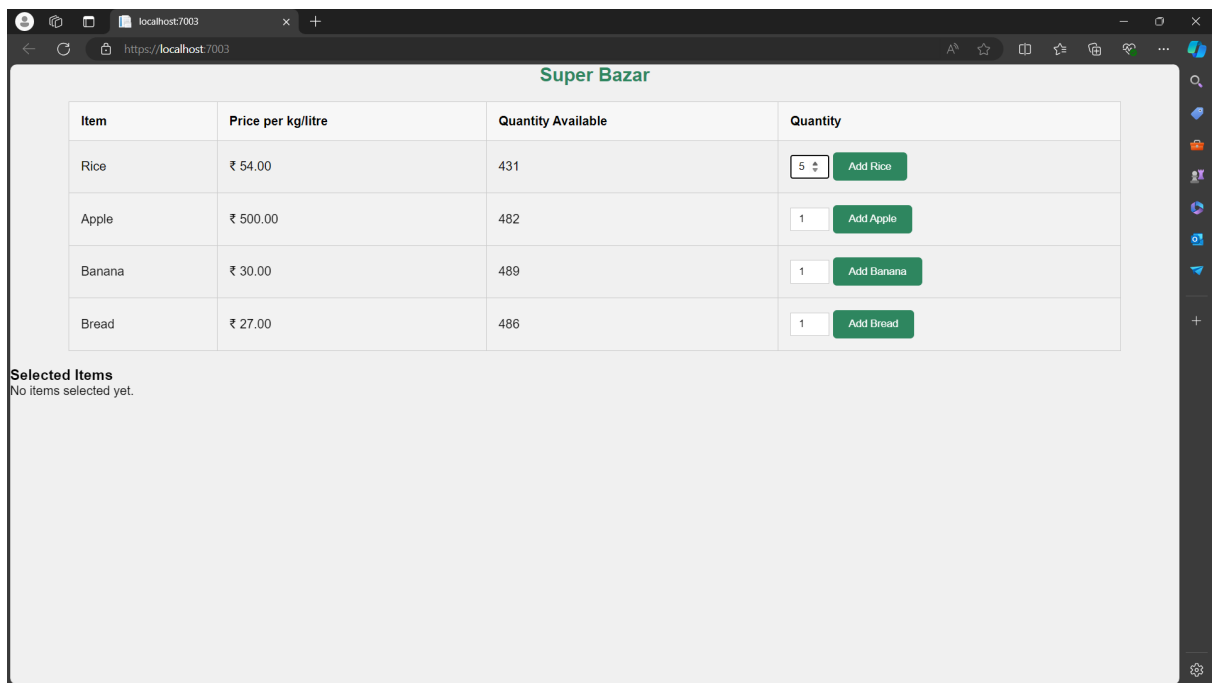 localhost:7003
https://localhost:7003
Super Bazar
Item Price per kg/litre Quantity Available Quantity
Rice ₹ 54.00 431 5 Add Rice
Apple ₹ 500.00 482 1 Add Apple
Banana ₹ 30.00 489 1 Add Banana
Bread ₹ 27.00 486 1 Add Bread
Selected Items
No items selected yet.